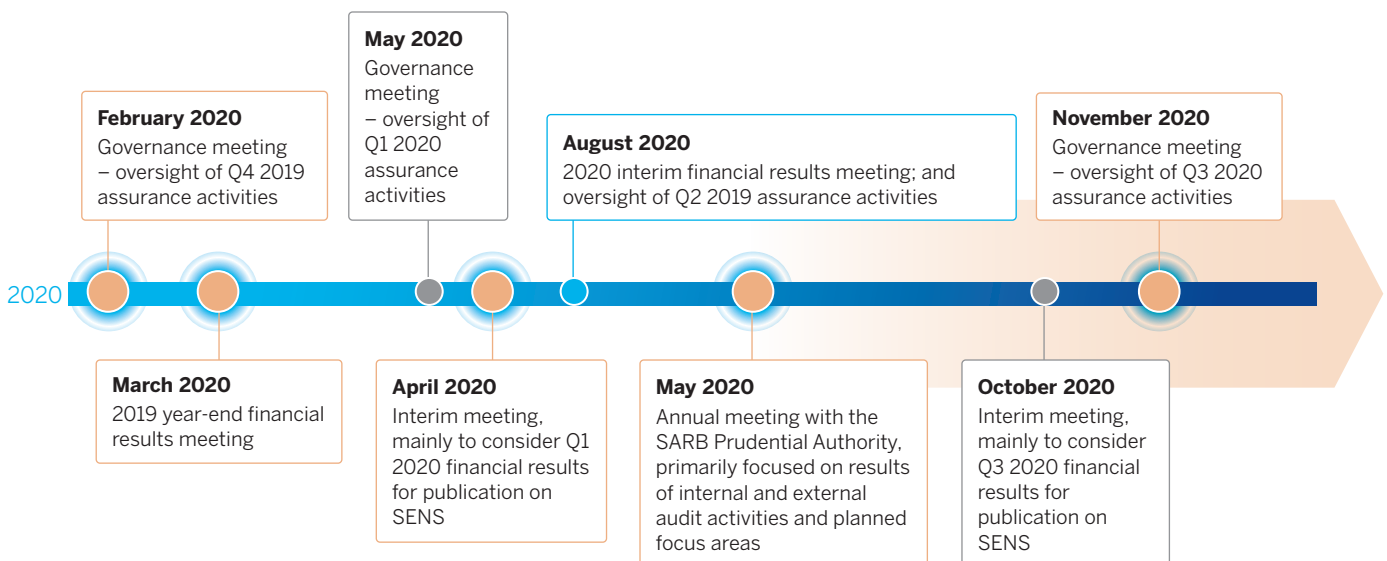 May 2020
Governance
meeting
– oversight of
Q1 2020
assurance
activities
February 2020
Governance meeting
– oversight of Q4 2019
assurance activities
August 2020
2020 interim financial results meeting; and
oversight of Q2 2019 assurance activities
November 2020
Governance meeting
– oversight of Q3 2020
assurance activities
2020
March 2020
2019 year-end financial
results meeting
April 2020
Interim meeting,
mainly to consider Q1
2020 financial results
for publication on
SENS
May 2020
Annual meeting with the
SARB Prudential Authority,
primarily focused on results
of internal and external
audit activities and planned
focus areas
October 2020
Interim meeting,
mainly to consider
Q3 2020 financial
results for
publication on
SENS